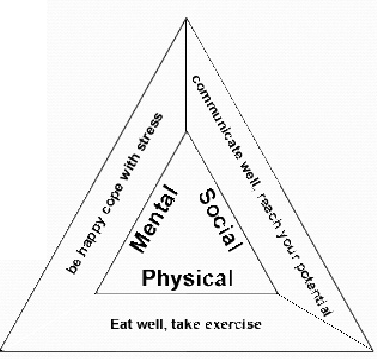 be happy cope with stress
communicate well, reach your potential
Mental
Social
Physical
Eat well, take exercise